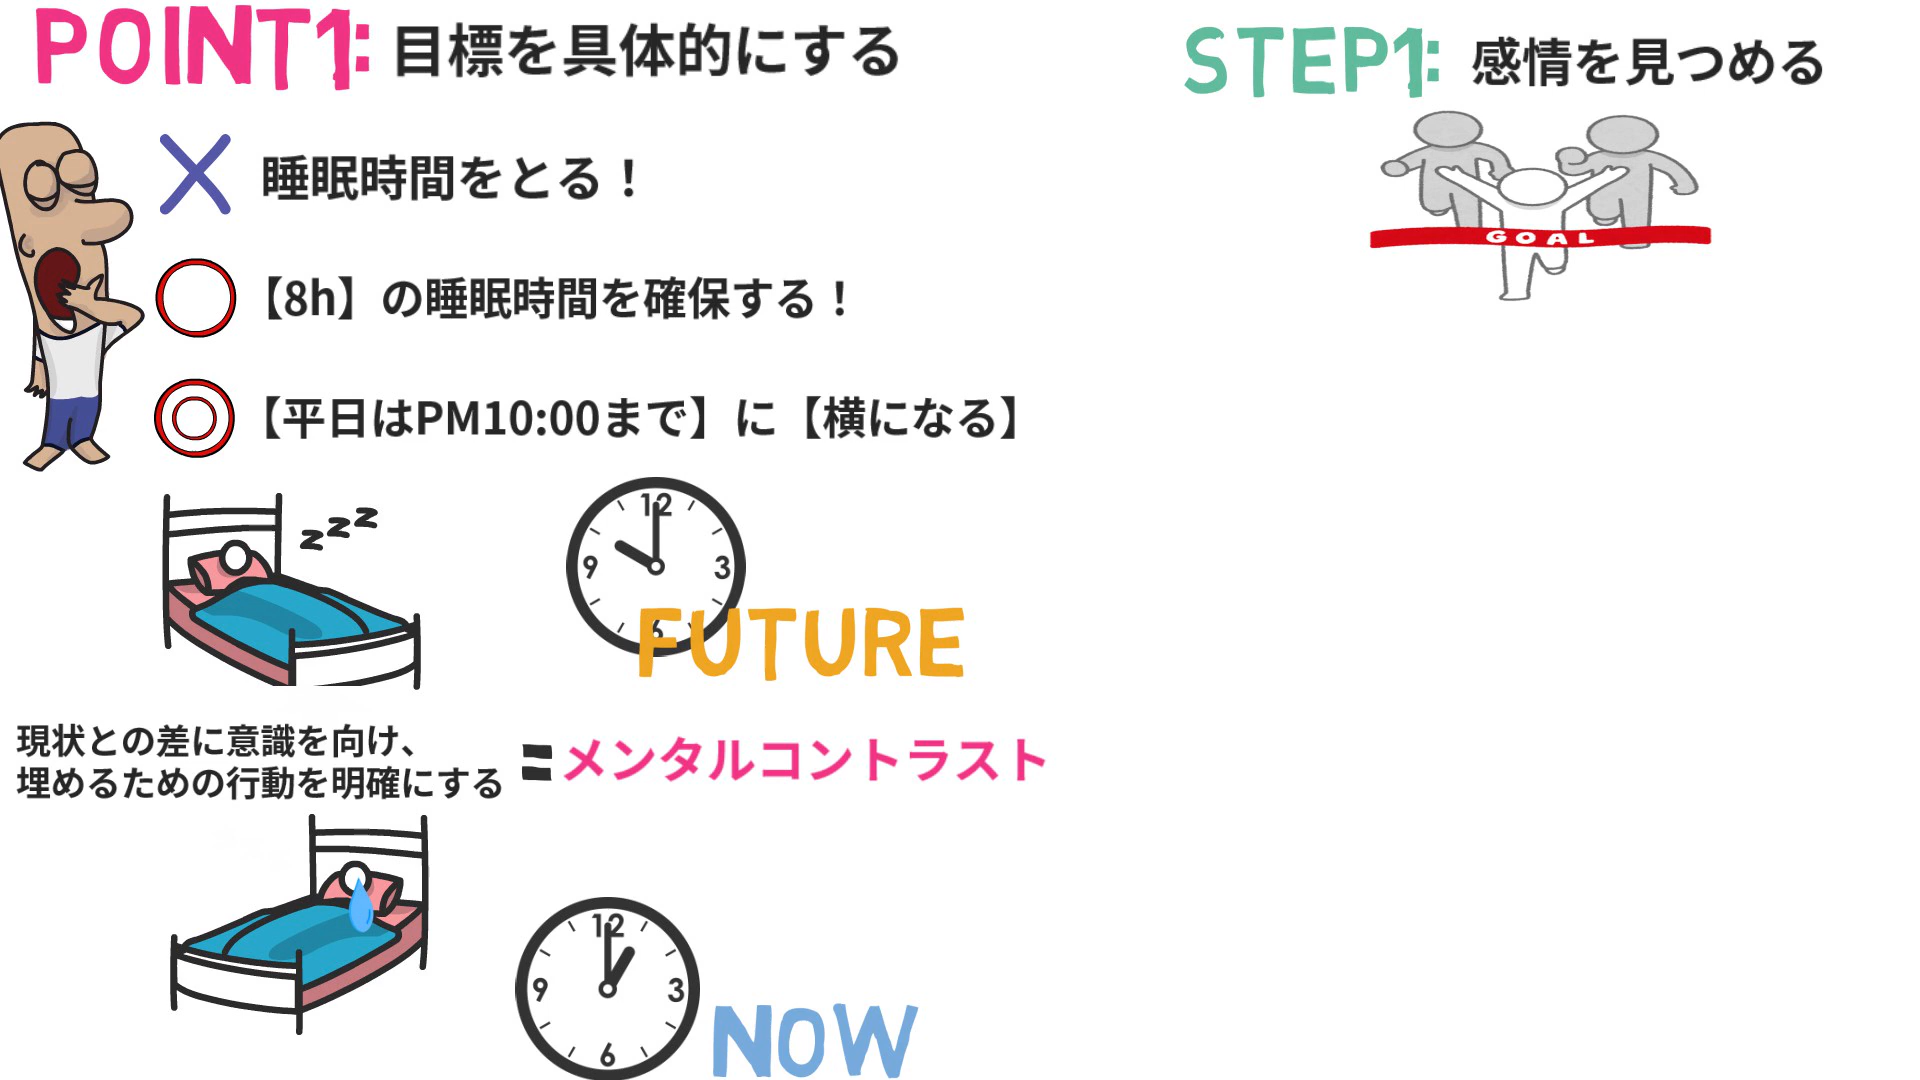 POINT1: 目標を具体的にする
睡眠時間をとる！
【8h】の睡眠時間を確保する！
【平日はPM10:00まで】に【横になる】
z z z
12
3
6
9
FUTURE
現状との差に意識を向け、
埋めるための行動を明確にする
=メンタルコントラスト
12
3
6
9
NOW
STEP1: 感情を見つめる
GOAL